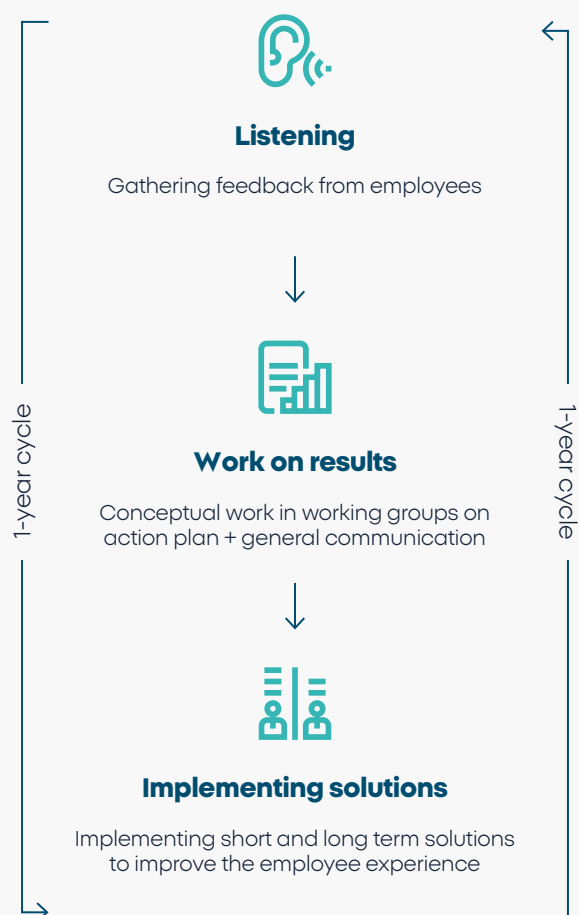 Listening
Gathering feedback from employees
1-year cycle
1-year cycle
Work on results
Conceptual work in working groups on
action plan + general communication
Implementing solutions
Implementing short and long term solutions
to improve the employee experience